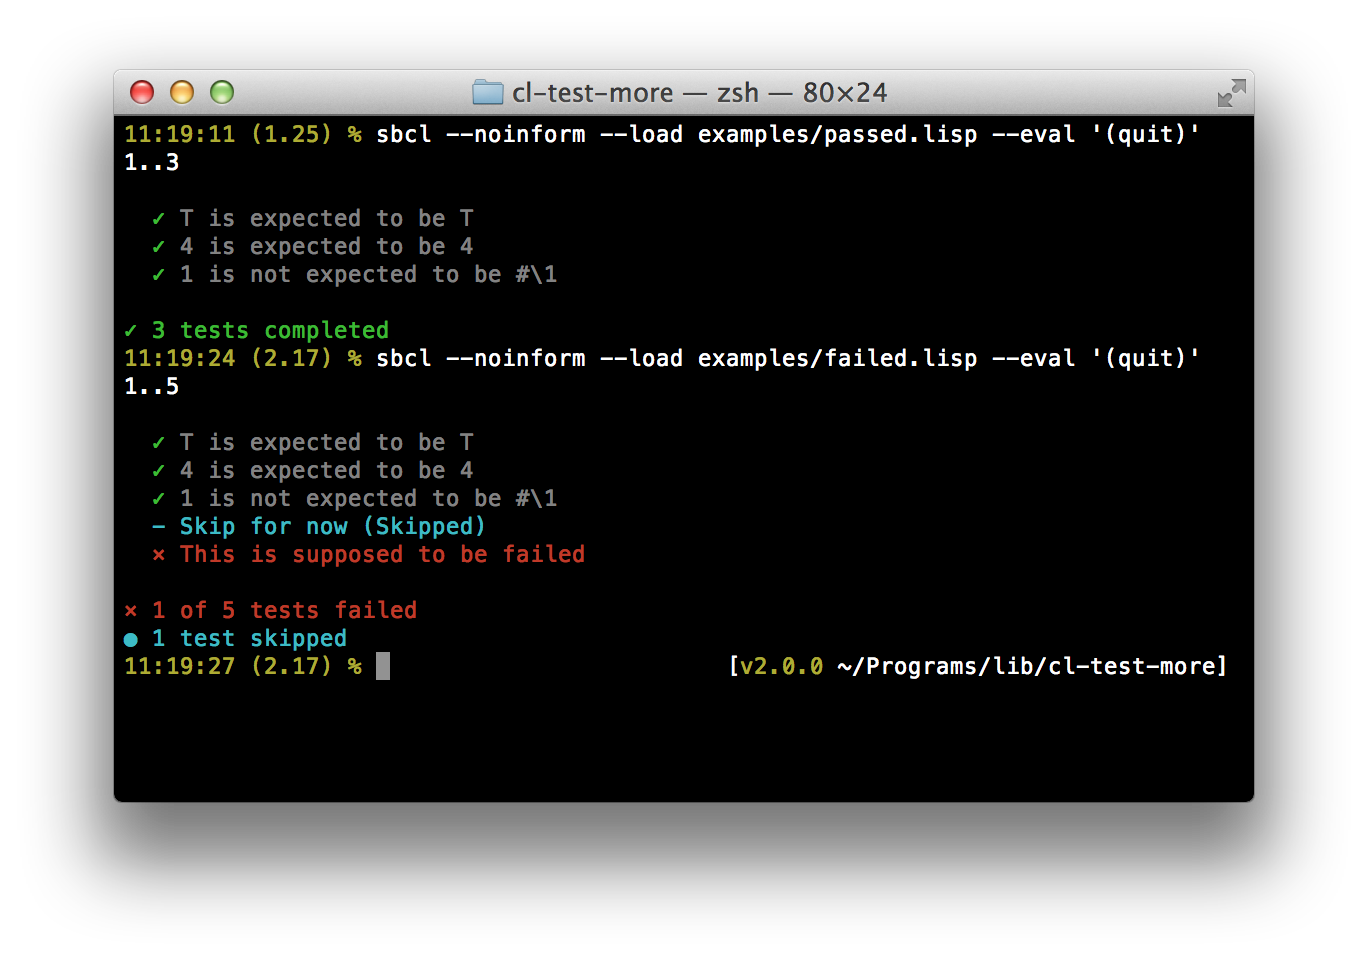 cl-test-more — zsh — 80×24
11:19:11 (1.25) % sbcl --noinform --load examples/passed.lisp --eval '(quit)'
1..3
✓ T is expected to be T
✓ 4 is expected to be 4
✓ 1 is not expected to be #\1
✓ 3 tests completed
11:19:24 (2.17) % sbcl --noinform --load examples/failed.lisp --eval '(quit)'
1..5
✓ T is expected to be T
✓ 4 is expected to be 4
✓ 1 is not expected to be #\1
- Skip for now (Skipped)
× This is supposed to be failed
× 1 of 5 tests failed
● 1 test skipped
11:19:27 (2.17) % [v2.0.0 ~/Programs/lib/cl-test-more]